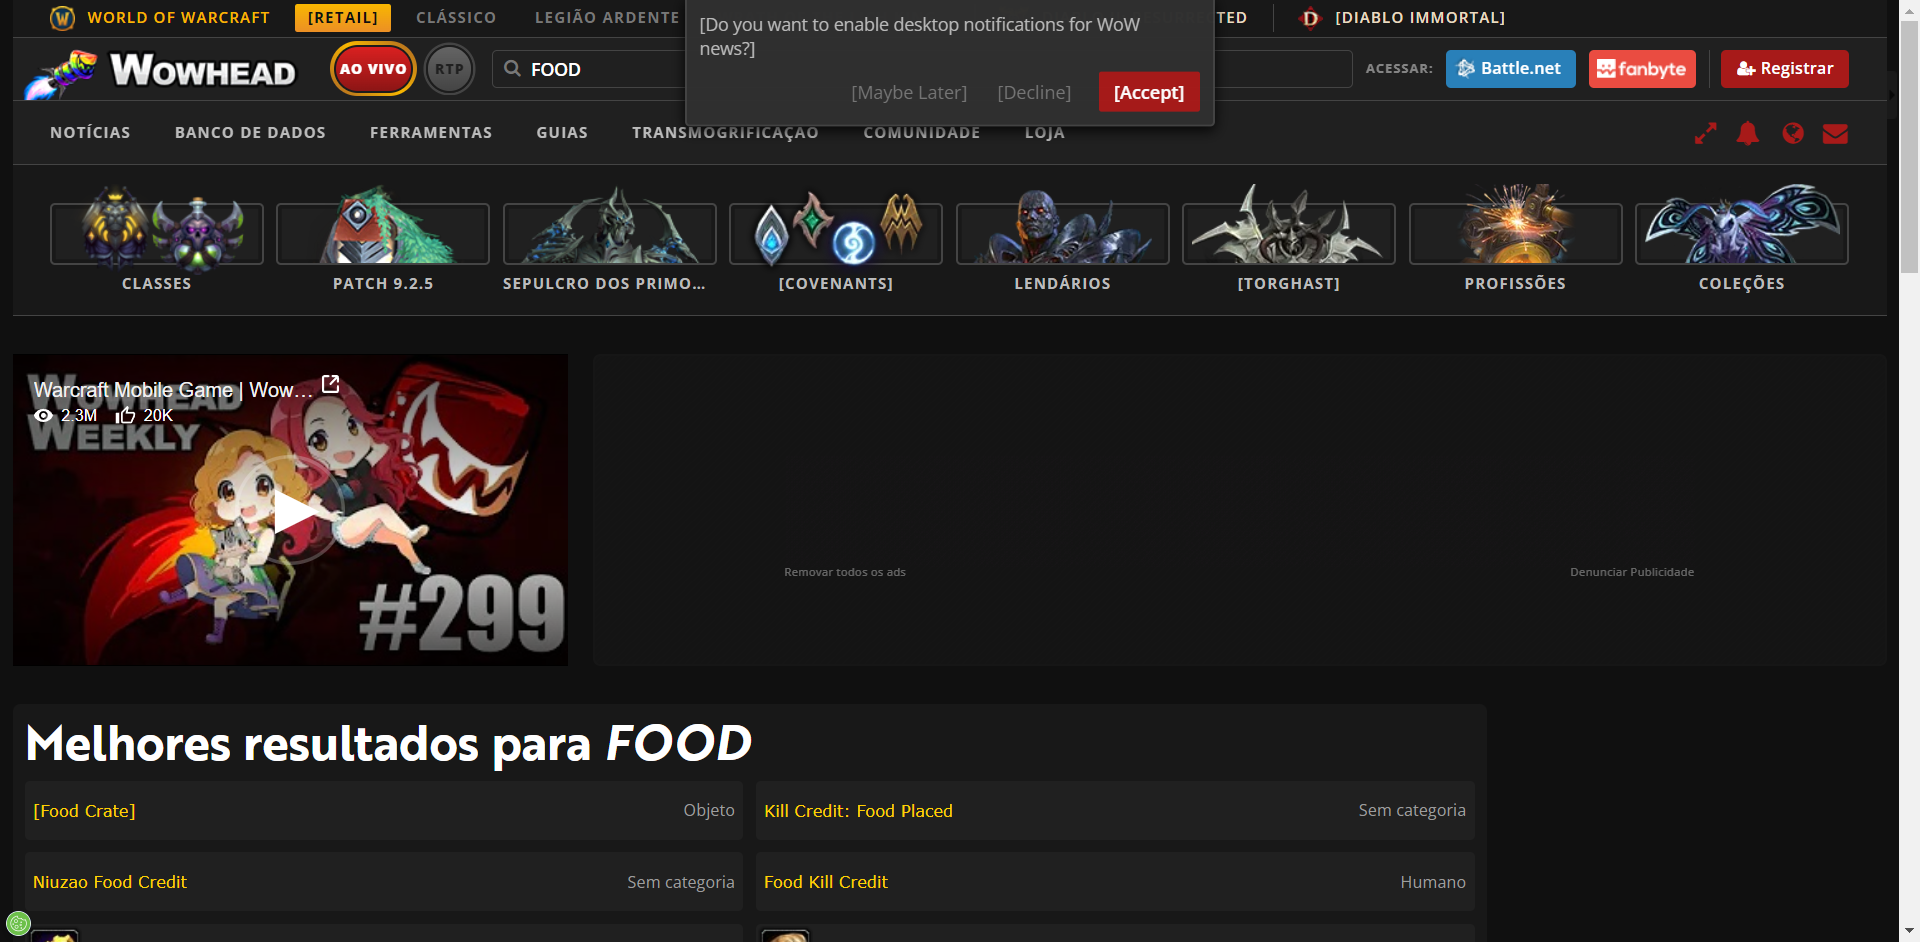 WORLD OF WARCRAFT [RETAIL] CLÁSSICO LEGIÃO ARDENTE [DIABLO IMMORTAL]
[Do you want to enable desktop notifications for WoW
news?]
[Maybe Later] [Decline] [Accept]
WOWHEAD AO VIVO RTP FOOD ACESSAR: Battle.net fanbyte Registrar
NOTÍCIAS BANCO DE DADOS FERRAMENTAS GUIAS TRANSMOGRIFICAÇÃO COMUNIDADE LOJA
CLASSES PATCH 9.2.5 SEPULCRO DOS PRIMO... [COVENANTS] LENDÁRIOS [TORGHAST] PROFISSÕES COLEÇÕES
Warcraft Mobile Game | Wow...
2.3M 20K
WOWHEAD
WEEKLY
#299
Removar todos os ads Denunciar Publicidade
Melhores resultados para FOOD
[Food Crate] Objeto Kill Credit: Food Placed Sem categoria
Niuzao Food Credit Sem categoria Food Kill Credit Humano